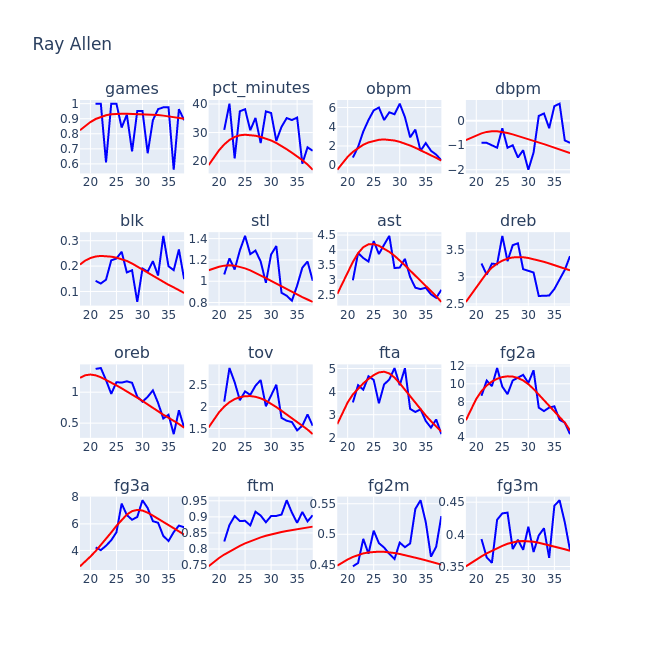 Ray Allen
games pct_minutes obpm dbpm
1 0.9 0.8 0.7 0.6 40 30 20 6 4 2 0 0 −1 −2
20 25 30 35 20 25 30 35 20 25 30 35 20 25 30 35
blk stl ast dreb
0.3 0.2 0.1 1.4 1.2 1 0.8 4.5 4 3.5 3 2.5 3.5 3 2.5
20 25 30 35 20 25 30 35 20 25 30 35 20 25 30 35
oreb tov fta fg2a
1 0.5 2.5 2 1.5 5 4 3 2 12 10 8 6 4
20 25 30 35 20 25 30 35 20 25 30 35 20 25 30 35
fg3a ftm fg2m fg3m
8 6 4 0.95 0.9 0.85 0.8 0.75 0.55 0.5 0.45 0.45 0.4 0.35
20 25 30 35 20 25 30 35 20 25 30 35 20 25 30 35